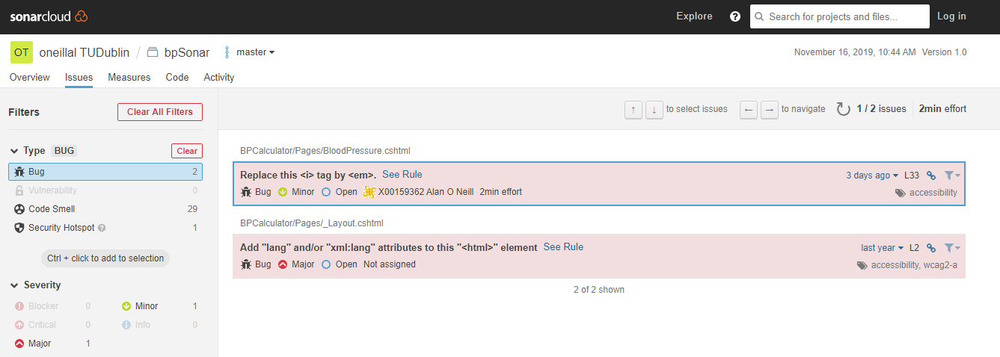 sonarcloud Explore Search for projects and files... Log in
OT oneillal TUDublin / bpSonar master November 16, 2019, 10:44 AM Version 1.0
Overview Issues Measures Code Activity
Filters Clear All Filters
↑ ↓ to select issues ← → to navigate 1 / 2 issues 2min effort
Type BUG Clear
Bug 2
Vulnerability 0
Code Smell 29
Security Hotspot ? 1
Ctrl + click to add to selection
Severity
Blocker 0 Minor 1
Critical 0 Info 0
Major 1
BPCalculator/Pages/BloodPressure.cshtml
Replace this <i> tag by <em>. See Rule 3 days ago L33
Bug Minor Open X00159362 Alan O Neill 2min effort accessibility
BPCalculator/Pages/_Layout.cshtml
Add "lang" and/or "xml:lang" attributes to this "<html>" element See Rule last year L2
Bug Major Open Not assigned accessibility, wcag2-a
2 of 2 shown